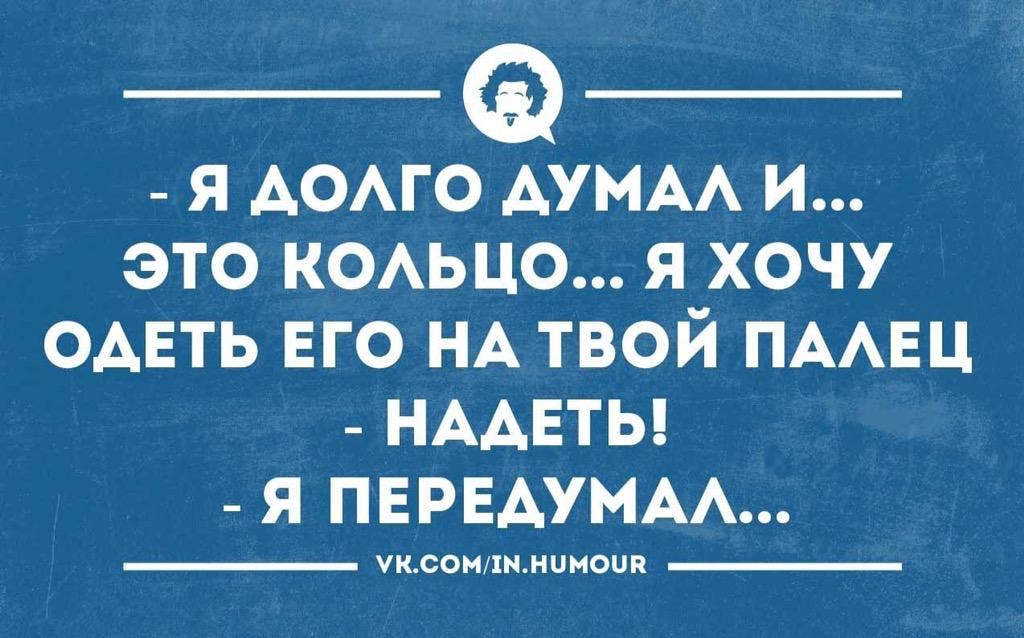 - Я ДОЛГО ДУМАЛ И...
ЭТО КОЛЬЦО... Я ХОЧУ
ОДЕТЬ ЕГО НА ТВОЙ ПАЛЕЦ
- НАДЕТЬ!
- Я ПЕРЕДУМАЛ...
VK.COM/IN.HUMOUR